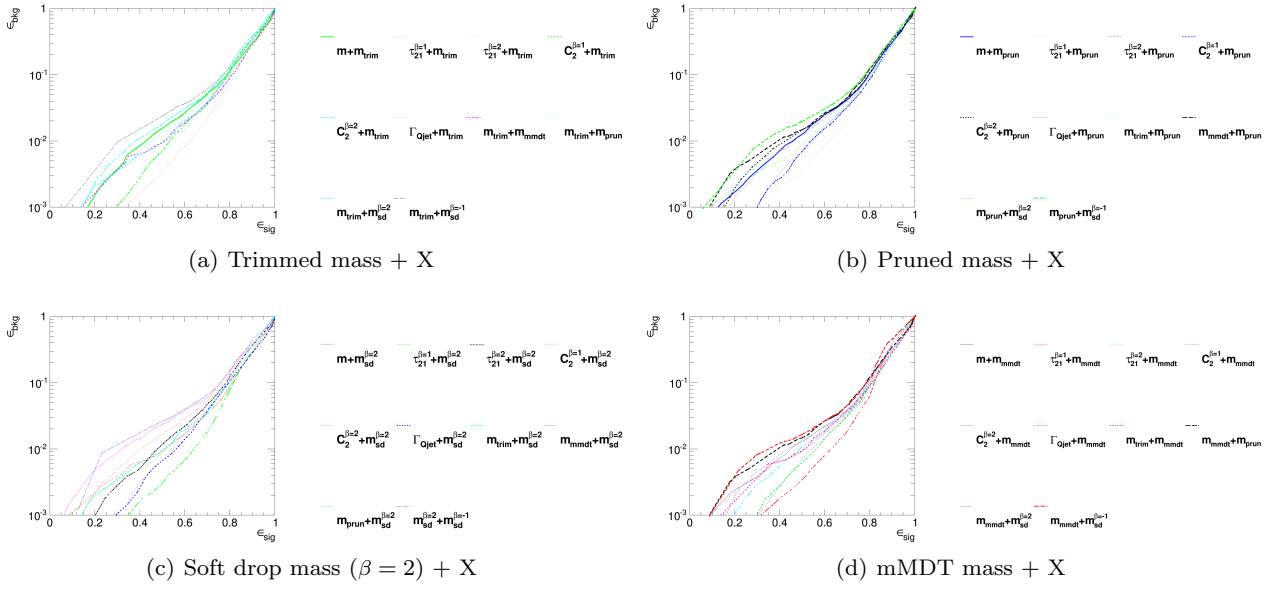 ∈bkg
1
10^-1
10^-2
10^-3
0 0.2 0.4 0.6 0.8 1
∈sig
m+m_trim τ_21^β=1+m_trim τ_21^β=2+m_trim C_2^β=1+m_trim
C_2^β=2+m_trim Γ_Qjet+m_trim m_trim+m_mmdt m_trim+m_prun
m_trim+m_sd^β=2 m_trim+m_sd^β=-1
(a) Trimmed mass + X
∈bkg
1
10^-1
10^-2
10^-3
0 0.2 0.4 0.6 0.8 1
∈sig
m+m_prun τ_21^β=1+m_prun τ_21^β=2+m_prun C_2^β=1+m_prun
C_2^β=2+m_prun Γ_Qjet+m_prun m_trim+m_prun m_mmdt+m_prun
m_prun+m_sd^β=2 m_prun+m_sd^β=-1
(b) Pruned mass + X
∈bkg
1
10^-1
10^-2
10^-3
0 0.2 0.4 0.6 0.8 1
∈sig
m+m_sd^β=2 τ_21^β=1+m_sd^β=2 τ_21^β=2+m_sd^β=2 C_2^β=1+m_sd^β=2
C_2^β=2+m_sd^β=2 Γ_Qjet+m_sd^β=2 m_trim+m_sd^β=2 m_mmdt+m_sd^β=2
m_prun+m_sd^β=2 m_sd^β=2+m_sd^β=-1
(c) Soft drop mass (β = 2) + X
∈bkg
1
10^-1
10^-2
10^-3
0 0.2 0.4 0.6 0.8 1
∈sig
m+m_mmdt τ_21^β=1+m_mmdt τ_21^β=2+m_mmdt C_2^β=1+m_mmdt
C_2^β=2+m_mmdt Γ_Qjet+m_mmdt m_trim+m_mmdt m_mmdt+m_prun
m_mmdt+m_sd^β=2 m_mmdt+m_sd^β=-1
(d) mMDT mass + X